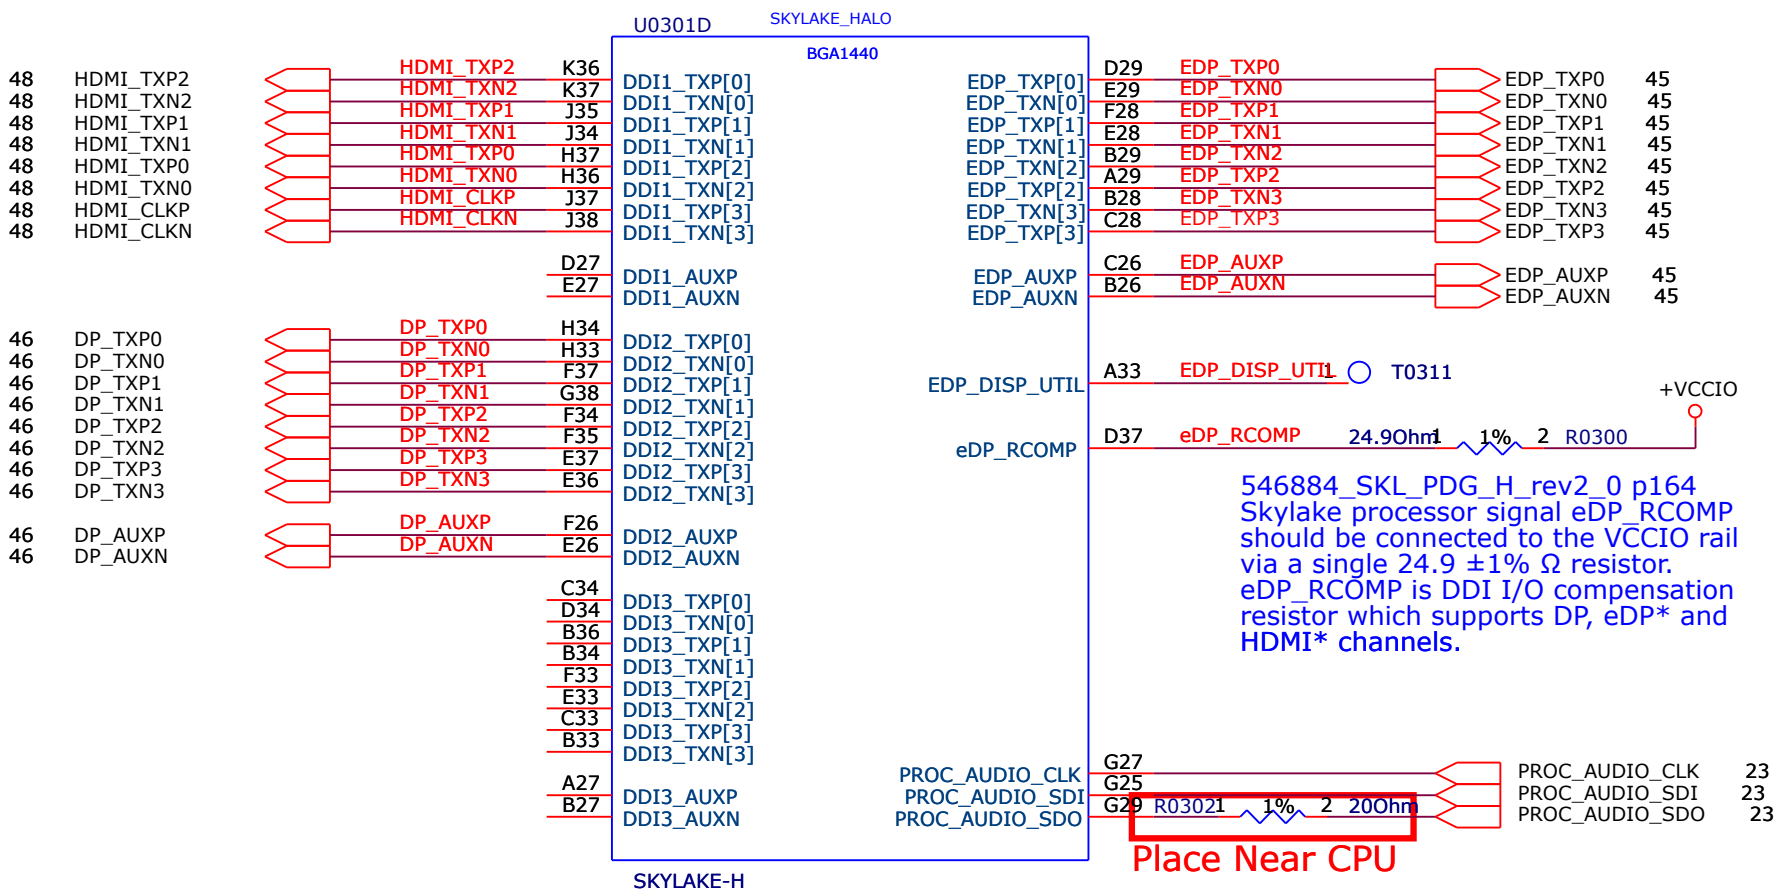 U0301D SKYLAKE_HALO
BGA1440
48 HDMI_TXP2 HDMI_TXP2 K36 DDI1_TXP[0] EDP_TXP[0] D29 EDP_TXP0 EDP_TXP0 45
48 HDMI_TXN2 HDMI_TXN2 K37 DDI1_TXN[0] EDP_TXN[0] E29 EDP_TXN0 EDP_TXN0 45
48 HDMI_TXP1 HDMI_TXP1 J35 DDI1_TXP[1] EDP_TXP[1] F28 EDP_TXP1 EDP_TXP1 45
48 HDMI_TXN1 HDMI_TXN1 J34 DDI1_TXN[1] EDP_TXN[1] E28 EDP_TXN1 EDP_TXN1 45
48 HDMI_TXP0 HDMI_TXP0 H37 DDI1_TXP[2] EDP_TXN[2] B29 EDP_TXN2 EDP_TXN2 45
48 HDMI_TXN0 HDMI_TXN0 H36 DDI1_TXN[2] EDP_TXP[2] A29 EDP_TXP2 EDP_TXP2 45
48 HDMI_CLKP HDMI_CLKP J37 DDI1_TXP[3] EDP_TXN[3] B28 EDP_TXN3 EDP_TXN3 45
48 HDMI_CLKN HDMI_CLKN J38 DDI1_TXN[3] EDP_TXP[3] C28 EDP_TXP3 EDP_TXP3 45
D27 DDI1_AUXP EDP_AUXP C26 EDP_AUXP EDP_AUXP 45
E27 DDI1_AUXN EDP_AUXN B26 EDP_AUXN EDP_AUXN 45
46 DP_TXP0 DP_TXP0 H34 DDI2_TXP[0]
46 DP_TXN0 DP_TXN0 H33 DDI2_TXN[0]
46 DP_TXP1 DP_TXP1 F37 DDI2_TXP[1] EDP_DISP_UTIL A33 EDP_DISP_UTIL 1 T0311
46 DP_TXN1 DP_TXN1 G38 DDI2_TXN[1] +VCCIO
46 DP_TXP2 DP_TXP2 F34 DDI2_TXP[2]
46 DP_TXN2 DP_TXN2 F35 DDI2_TXN[2] eDP_RCOMP D37 eDP_RCOMP 24.9Ohm 1 1% 2 R0300
46 DP_TXP3 DP_TXP3 E37 DDI2_TXP[3]
46 DP_TXN3 DP_TXN3 E36 DDI2_TXN[3]
546884_SKL_PDG_H_rev2_0 p164
Skylake processor signal eDP_RCOMP
should be connected to the VCCIO rail
via a single 24.9 ±1% Ω resistor.
eDP_RCOMP is DDI I/O compensation
resistor which supports DP, eDP* and
HDMI* channels.
46 DP_AUXP DP_AUXP F26 DDI2_AUXP
46 DP_AUXN DP_AUXN E26 DDI2_AUXN
C34 DDI3_TXP[0]
D34 DDI3_TXN[0]
B36 DDI3_TXP[1]
B34 DDI3_TXN[1]
F33 DDI3_TXP[2]
E33 DDI3_TXN[2]
C33 DDI3_TXP[3]
B33 DDI3_TXN[3]
PROC_AUDIO_CLK G27 PROC_AUDIO_CLK 23
A27 DDI3_AUXP PROC_AUDIO_SDI G25 PROC_AUDIO_SDI 23
B27 DDI3_AUXN PROC_AUDIO_SDO G29 R0302 1 1% 2 20Ohm PROC_AUDIO_SDO 23
Place Near CPU
SKYLAKE-H